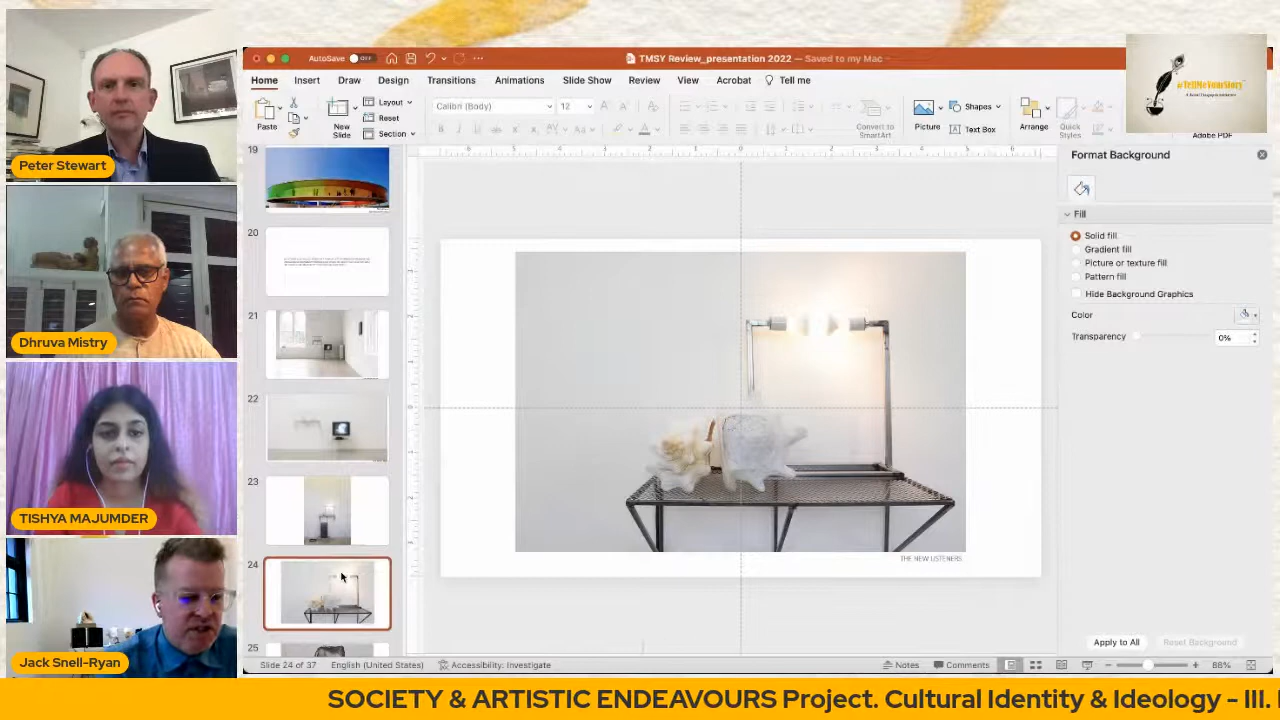 Peter Stewart
Dhruva Mistry
TISHYA MAJUMDER
Jack Snell-Ryan
AutoSave OFF
TMSY Review_presentation 2022 — Saved to my Mac
Home Insert Draw Design Transitions Animations Slide Show Review View Acrobat Tell me
Paste
New Slide
Layout
Reset
Section
Calibri (Body) 12
Convert to SmartArt
Picture
Shapes
Text Box
Arrange
Quick Styles
Adobe PDF
#TellMeYourStory
19
20
21
22
23
24
25
THE NEW LISTENERS
Format Background
Fill
Solid fill
Gradient fill
Picture or texture fill
Pattern fill
Hide Background Graphics
Color
Transparency 0%
Apply to All Reset Background
Slide 24 of 37 English (United States) Accessibility: Investigate Notes Comments 88%
SOCIETY & ARTISTIC ENDEAVOURS Project. Cultural Identity & Ideology - III.